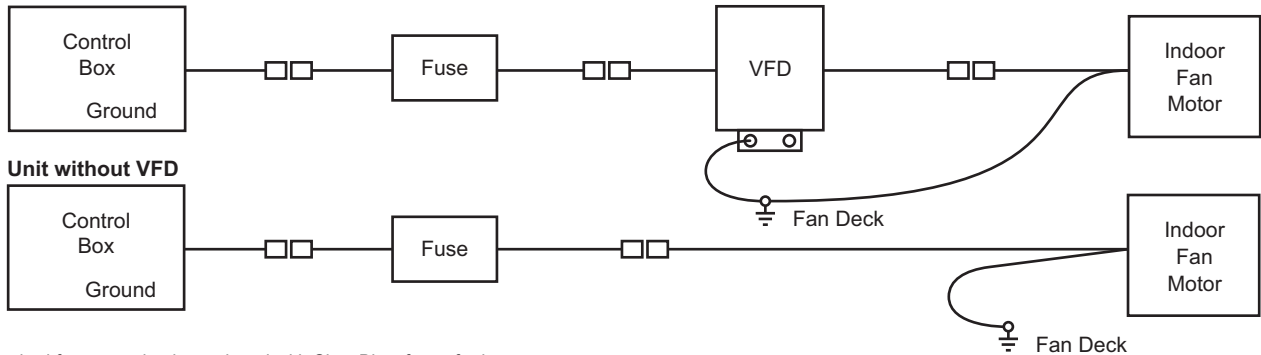 Control
Box
Ground
Fuse
VFD
Indoor
Fan
Motor
Fan Deck
Unit without VFD
Control
Box
Ground
Fuse
Indoor
Fan
Motor
Fan Deck